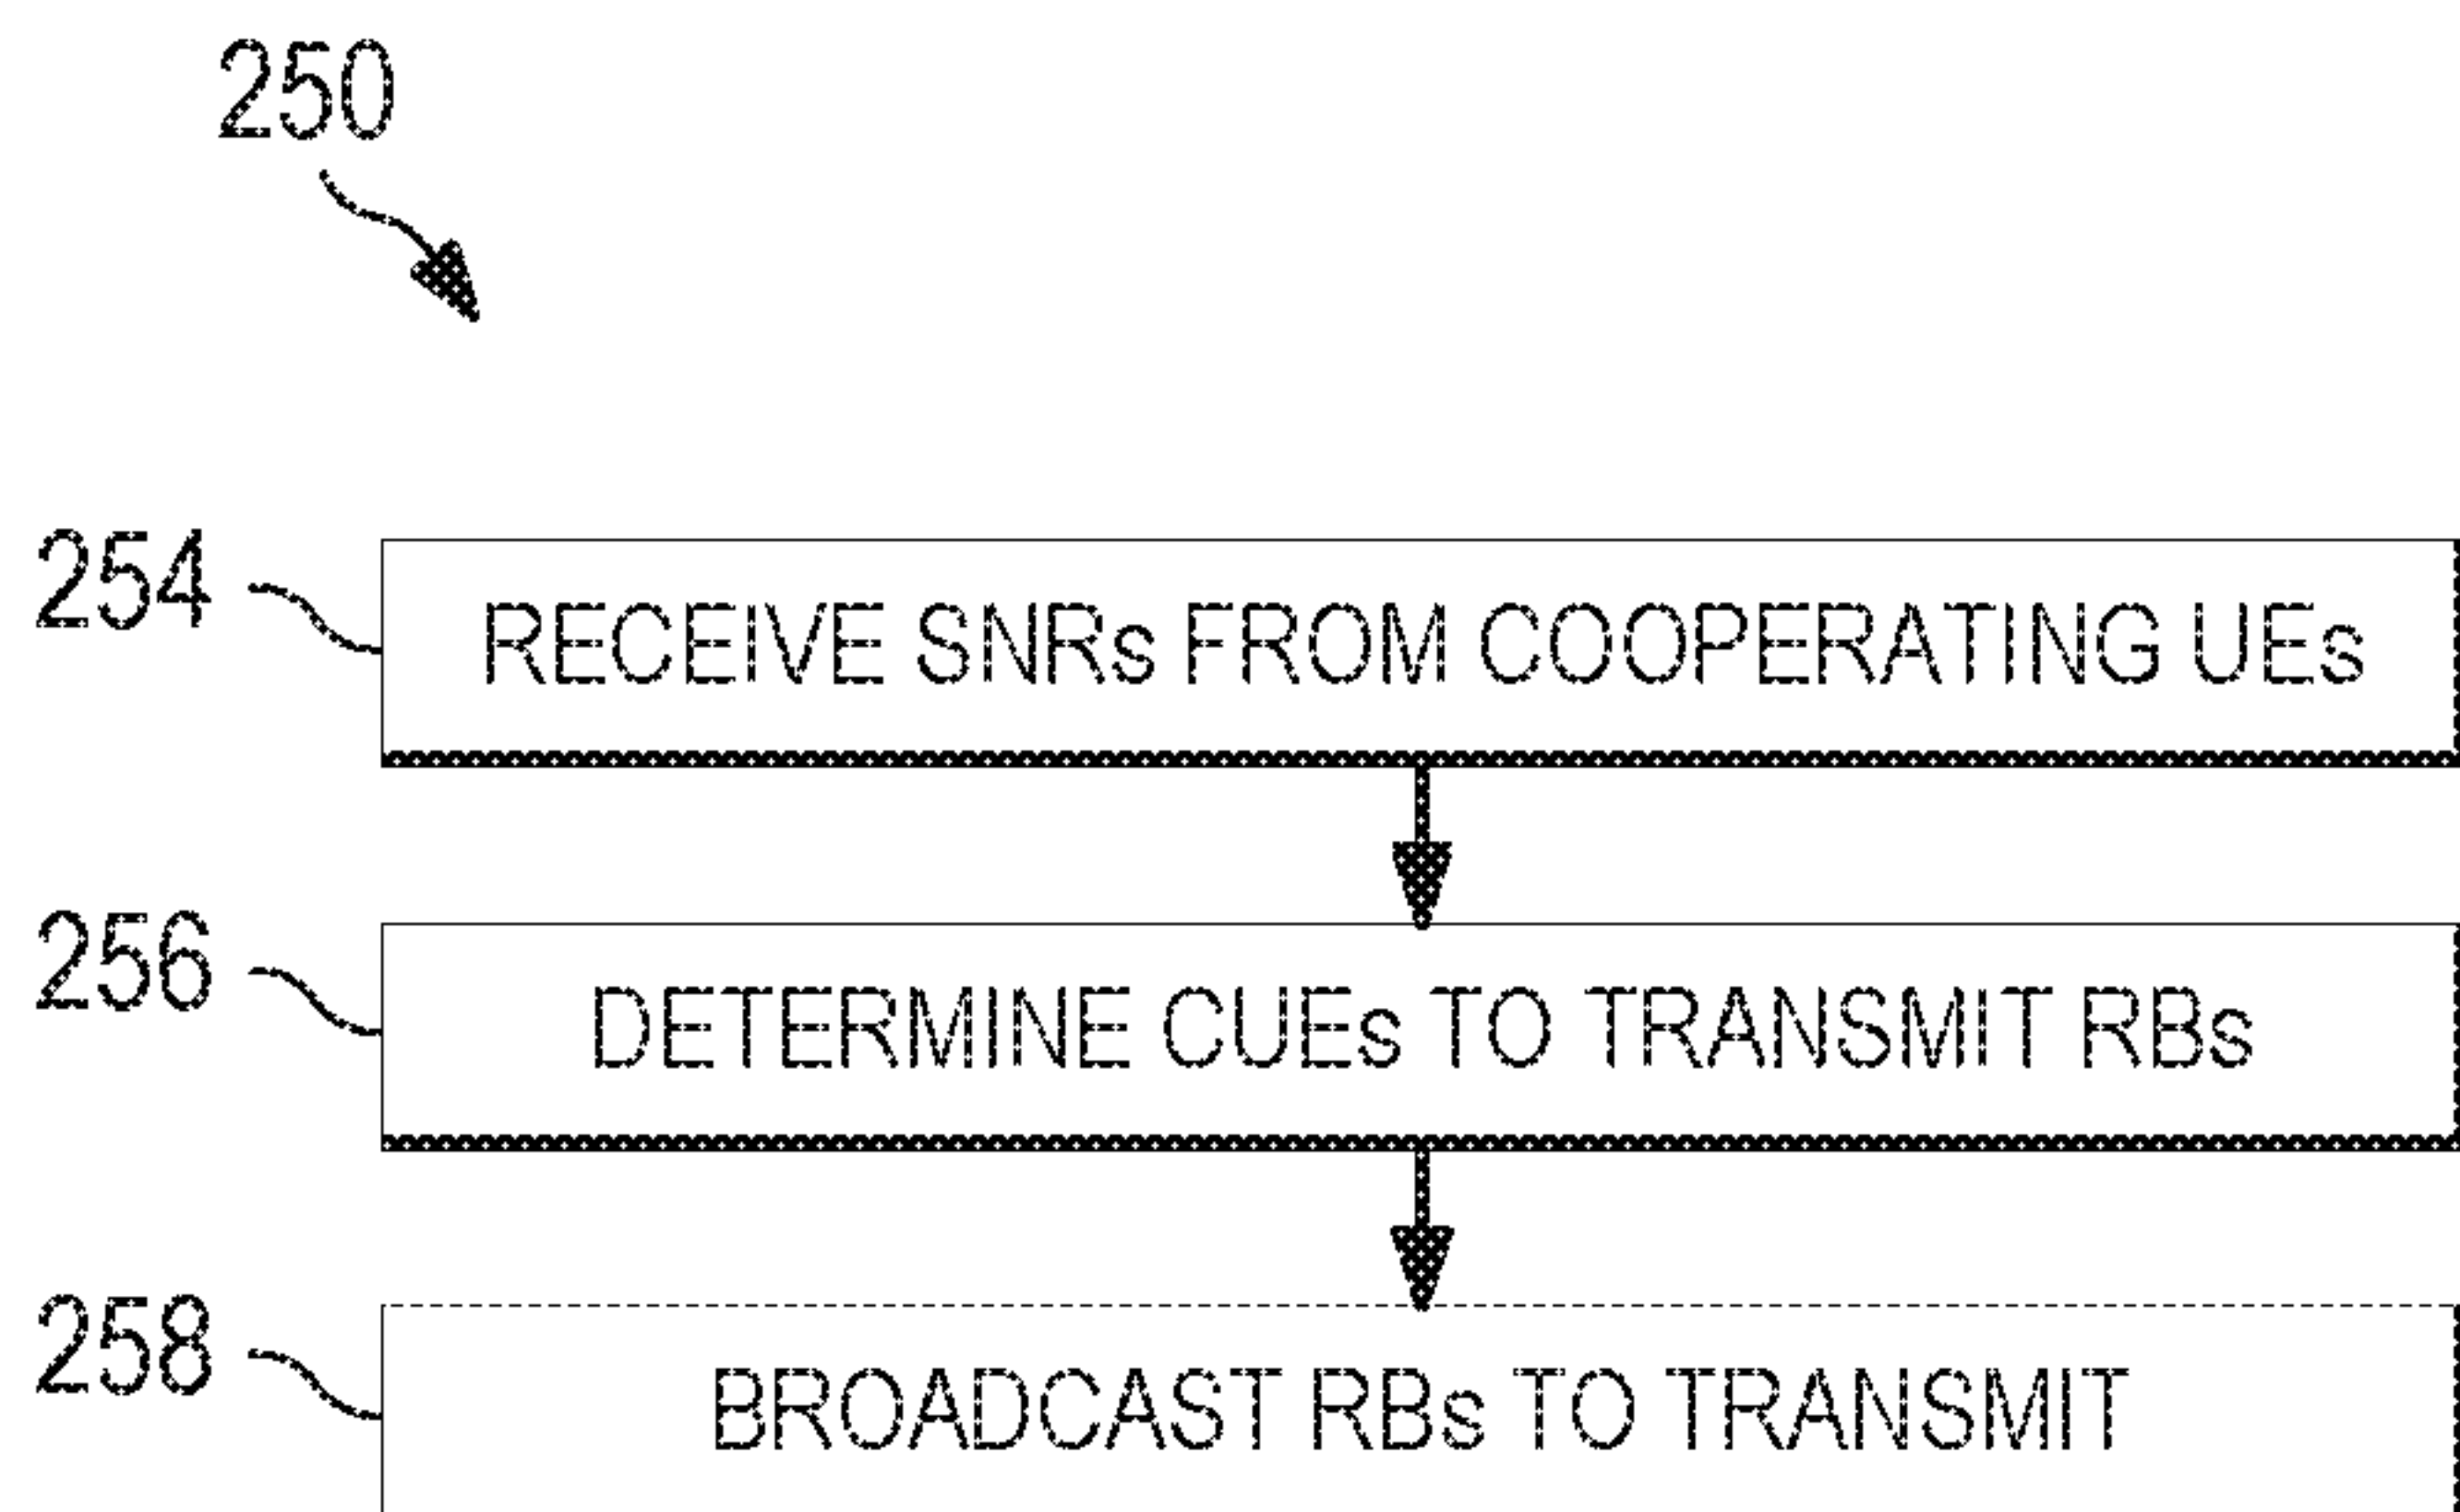 250
254 RECEIVE SNRs FROM COOPERATING UEs
256 DETERMINE CUEs TO TRANSMIT RBs
258 BROADCAST RBs TO TRANSMIT